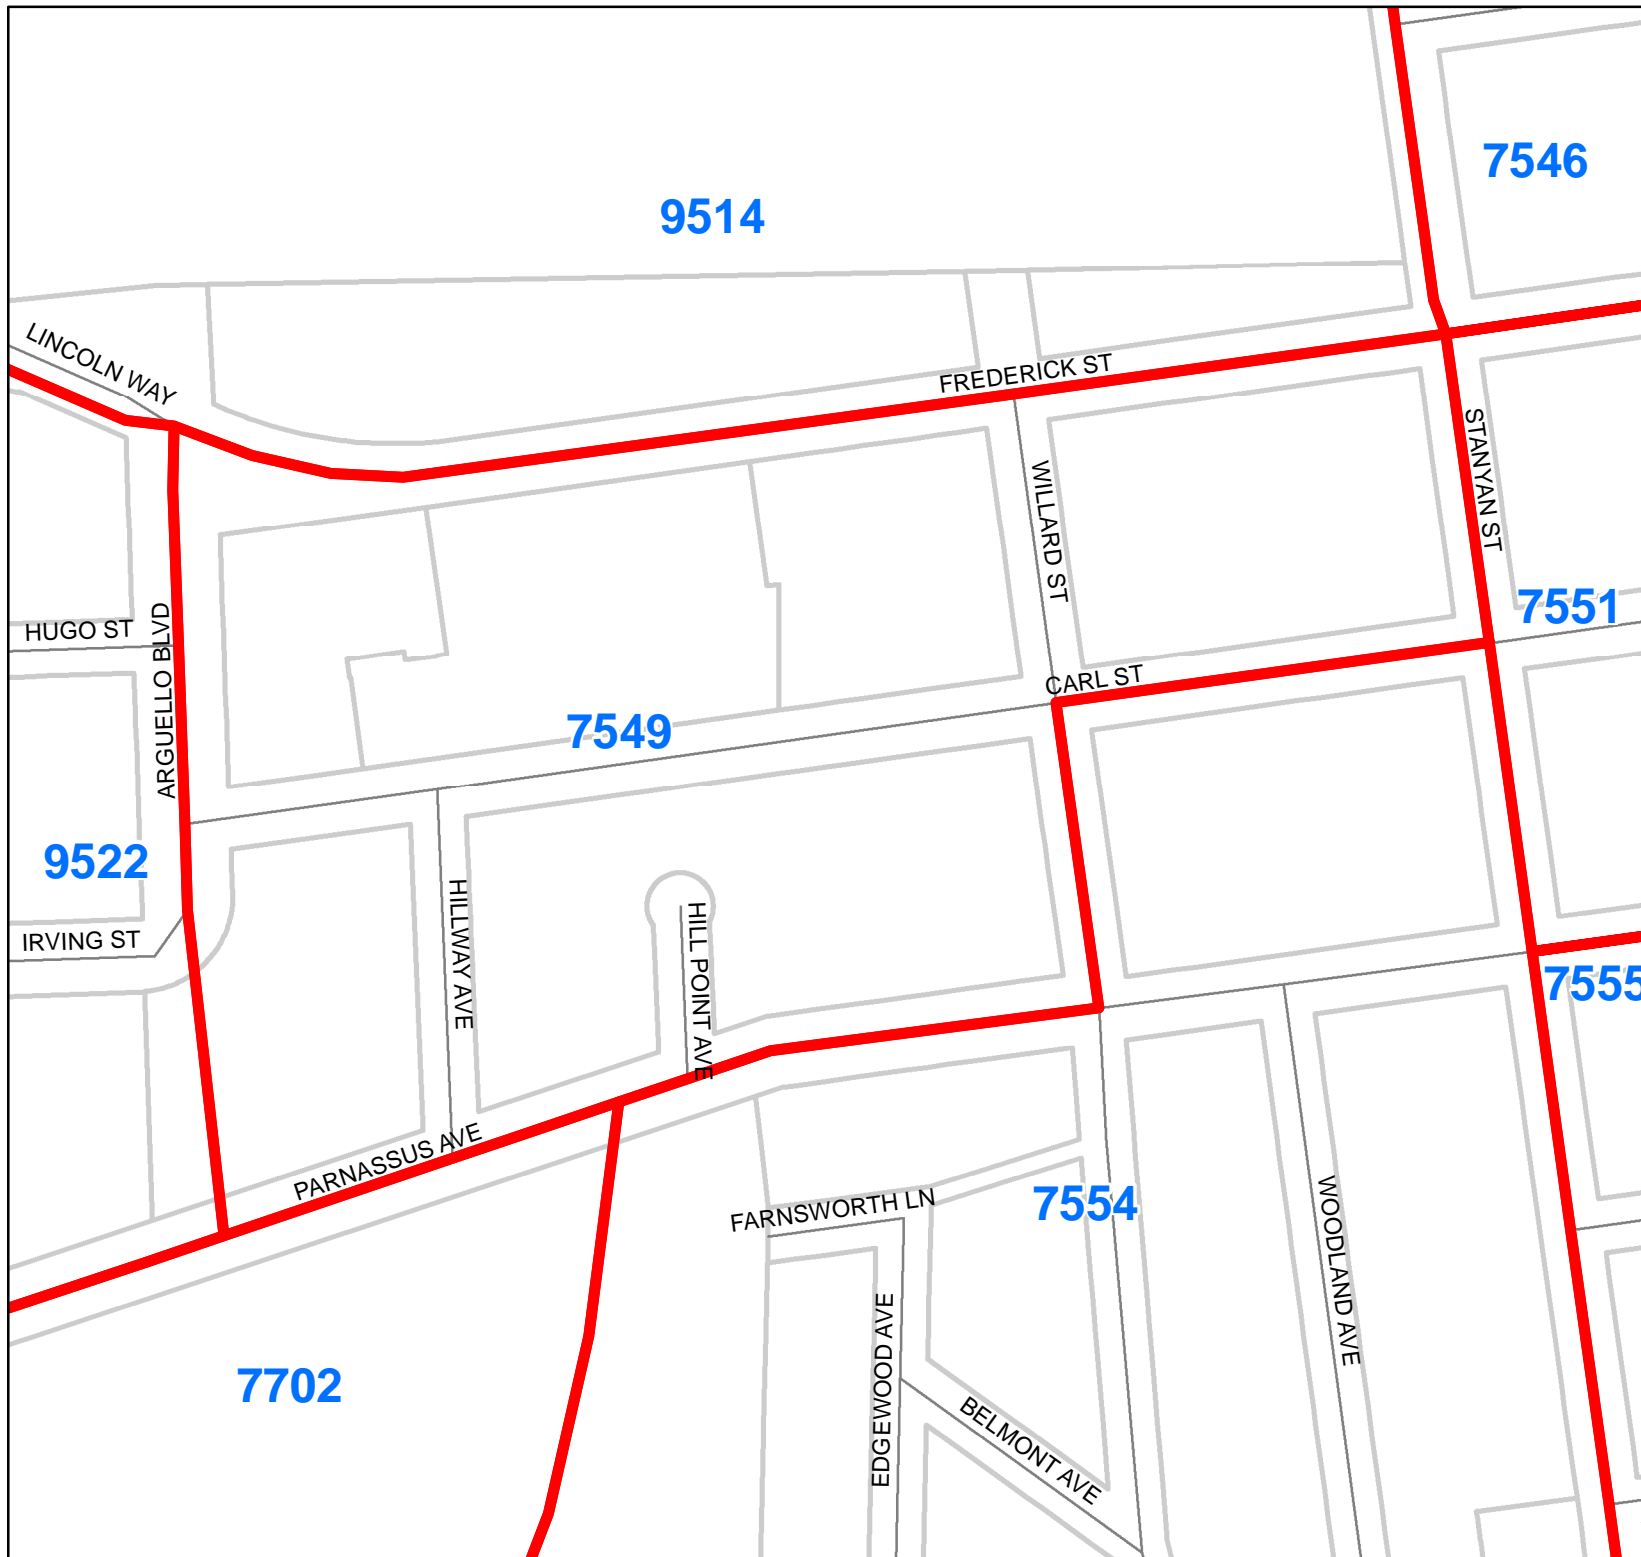 7546
9514
LINCOLN WAY
FREDERICK ST
STANYAN ST
WILLARD ST
7551
HUGO ST
ARGUELLO BLVD
CARL ST
7549
9522
IRVING ST
HILLWAY AVE
HILL POINT AVE
7555
PARNASSUS AVE
FARNSWORTH LN
7554
WOODLAND AVE
EDGEWOOD AVE
7702
BELMONT AVE